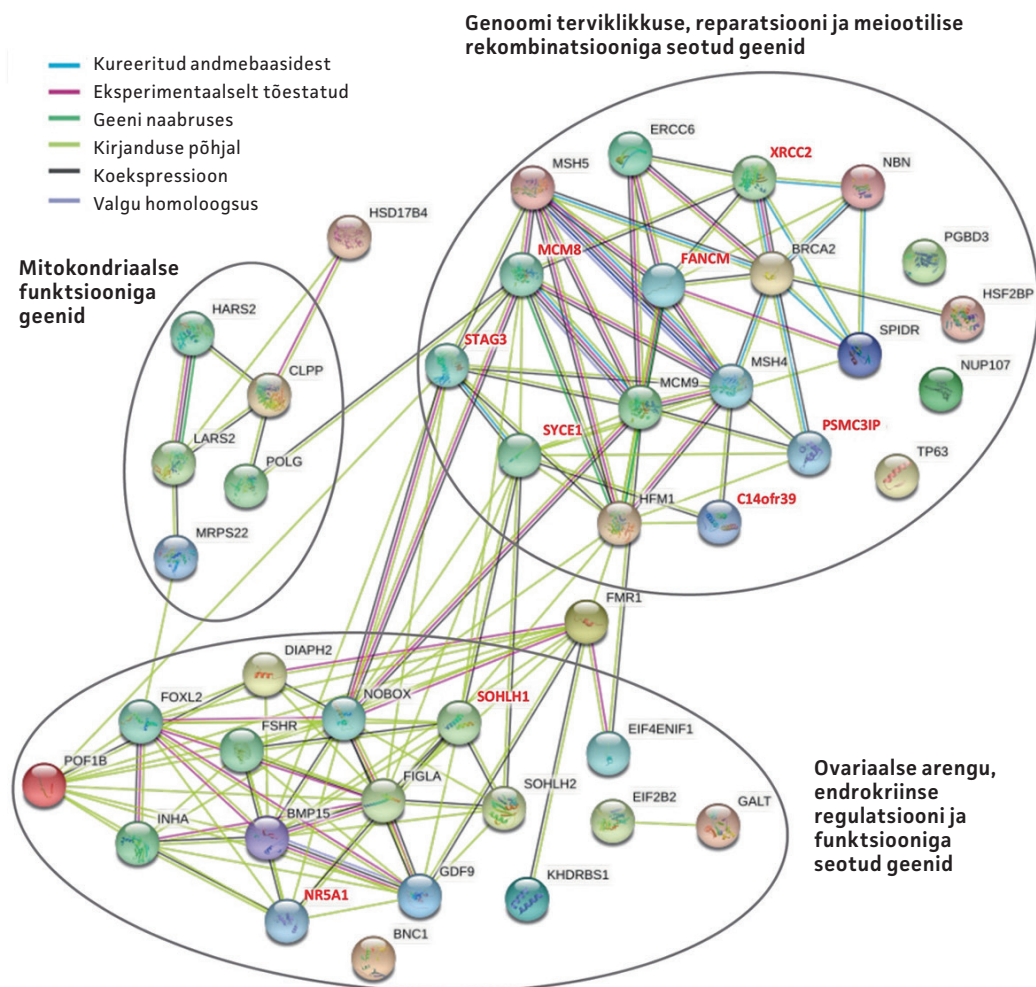 Genoomi terviklikkuse, reparatsiooni ja meiootilise
rekombinatsiooniga seotud geenid
Kureeritud andmebaasidest
Eksperimentaalselt tõestatud
Geeni naabruses
Kirjanduse põhjal
Koekspressioon
Valgu homoloogsus
Mitokondriaalse
funktsiooniga
geenid
HSD17B4
HARS2
CLPP
LARS2
POLG
MRPS22
ERCC6
MSH5
XRCC2
NBN
MCM8
FANCM
BRCA2
PGBD3
HSF2BP
SPIDR
STAG3
MCM9
MSH4
NUP107
SYCE1
PSMC3IP
TP63
HFM1
C14ofr39
FMR1
DIAPH2
FOXL2
NOBOX
SOHLH1
FSHR
EIF4ENIF1
POF1B
FIGLA
SOHLH2
INHA
BMP15
EIF2B2
GALT
GDF9
KHDRBS1
NR5A1
BNC1
Ovariaalse arengu,
endrokriinse
regulatsiooni ja
funktsiooniga
seotud geenid